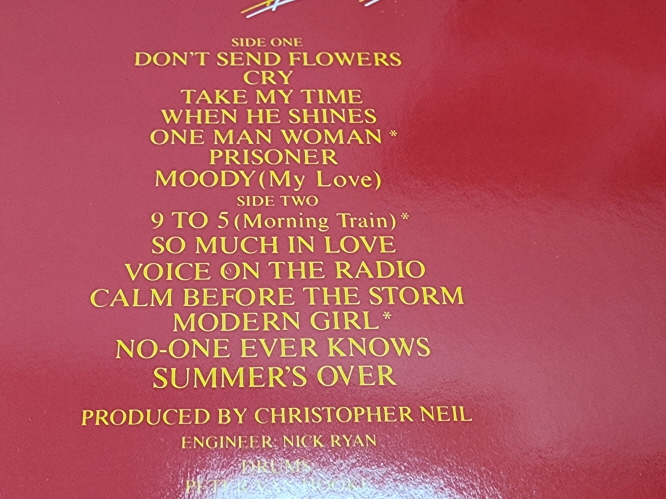 SIDE ONE
DON'T SEND FLOWERS
CRY
TAKE MY TIME
WHEN HE SHINES
ONE MAN WOMAN *
PRISONER
MOODY (My Love)
SIDE TWO
9 TO 5 (Morning Train) *
SO MUCH IN LOVE
VOICE ON THE RADIO
CALM BEFORE THE STORM
MODERN GIRL *
NO-ONE EVER KNOWS
SUMMER'S OVER
PRODUCED BY CHRISTOPHER NEIL
ENGINEER: NICK RYAN
DRUMS